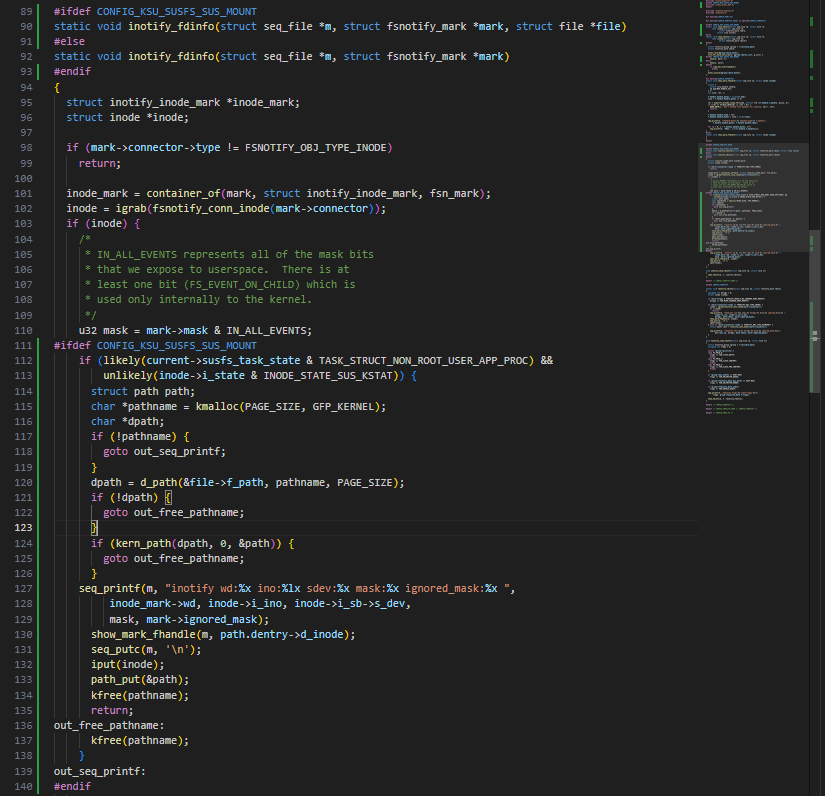 89 #ifdef CONFIG_KSU_SUSFS_SUS_MOUNT
90 static void inotify_fdinfo(struct seq_file *m, struct fsnotify_mark *mark, struct file *file)
91 #else
92 static void inotify_fdinfo(struct seq_file *m, struct fsnotify_mark *mark)
93 #endif
94 {
95 struct inotify_inode_mark *inode_mark;
96 struct inode *inode;
97
98 if (mark->connector->type != FSNOTIFY_OBJ_TYPE_INODE)
99 return;
100
101 inode_mark = container_of(mark, struct inotify_inode_mark, fsn_mark);
102 inode = igrab(fsnotify_conn_inode(mark->connector));
103 if (inode) {
104 /*
105 * IN_ALL_EVENTS represents all of the mask bits
106 * that we expose to userspace.  There is at
107 * least one bit (FS_EVENT_ON_CHILD) which is
108 * used only internally to the kernel.
109 */
110 u32 mask = mark->mask & IN_ALL_EVENTS;
111 #ifdef CONFIG_KSU_SUSFS_SUS_MOUNT
112 if (likely(current->susfs_task_state & TASK_STRUCT_NON_ROOT_USER_APP_PROC) &&
113 unlikely(inode->i_state & INODE_STATE_SUS_KSTAT)) {
114 struct path path;
115 char *pathname = kmalloc(PAGE_SIZE, GFP_KERNEL);
116 char *dpath;
117 if (!pathname) {
118 goto out_seq_printf;
119 }
120 dpath = d_path(&file->f_path, pathname, PAGE_SIZE);
121 if (!dpath) {
122 goto out_free_pathname;
123 }
124 if (kern_path(dpath, 0, &path)) {
125 goto out_free_pathname;
126 }
127 seq_printf(m, "inotify wd:%x ino:%lx sdev:%x mask:%x ignored_mask:%x ",
128 inode_mark->wd, inode->i_ino, inode->i_sb->s_dev,
129 mask, mark->ignored_mask);
130 show_mark_fhandle(m, path.dentry->d_inode);
131 seq_putc(m, '\n');
132 iput(inode);
133 path_put(&path);
134 kfree(pathname);
135 return;
136 out_free_pathname:
137 kfree(pathname);
138 }
139 out_seq_printf:
140 #endif